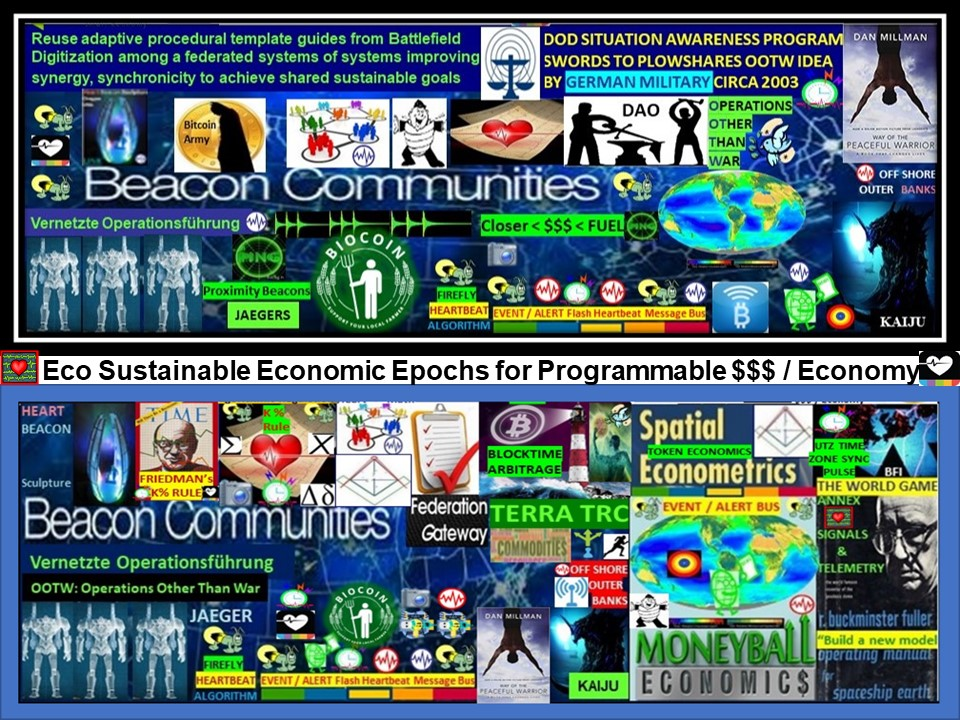 Reuse adaptive procedural template guides from Battlefield
Digitization among a federated systems of systems improving
synergy, synchronicity to achieve shared sustainable goals
DOD SITUATION AWARENESS PROGRAM
SWORDS TO PLOWSHARES OOTW IDEA
BY GERMAN MILITARY CIRCA 2003
DAN MILLMAN
WAY OF THE
PEACEFUL WARRIOR
Bitcoin
Army
DAO
OPERATIONS
OTHER
THAN
WAR
Beacon Communities
OFF SHORE
OUTER BANKS
Vernetzte Operationsführung
Closer < $$$ < FUEL
MNG
MNG
Proximity Beacons
JAEGERS
BIOCOIN
SUPPORT YOUR LOCAL FARMER
FIREFLY
HEARTBEAT
ALGORITHM
EVENT / ALERT Flash Heartbeat Message Bus
KAIJU
Eco Sustainable Economic Epochs for Programmable $$$ / Economy
HEART
BEACON
Sculpture
TIME
FRIEDMAN's
K% RULE
K%
Rule
Σ
X
Δδ
BLOCKTIME
ARBITRAGE
Spatial
TOKEN ECONOMICS
Econometrics
UTZ TIME
ZONE SYNC
PULSE
BFI
THE WORLD GAME
Beacon Communities
Federation
Gateway
TERRA TRC
COMMODITIES
EVENT / ALERT BUS
ANNEX
SIGNALS
&
TELEMETRY
Vernetzte Operationsführung
OOTW: Operations Other Than War
OFF SHORE
OUTER
BANKS
JAEGER
BIOCOIN
FIREFLY
HEARTBEAT
ALGORITHM
EVENT / ALERT Flash Heartbeat Message Bus
DAN MILLMAN
WAY OF THE
PEACEFUL WARRIOR
KAIJU
MONEYBALL
ECONOMIC$
r. buckminster fuller
"Build a new model
operating manual
for
spaceship earth